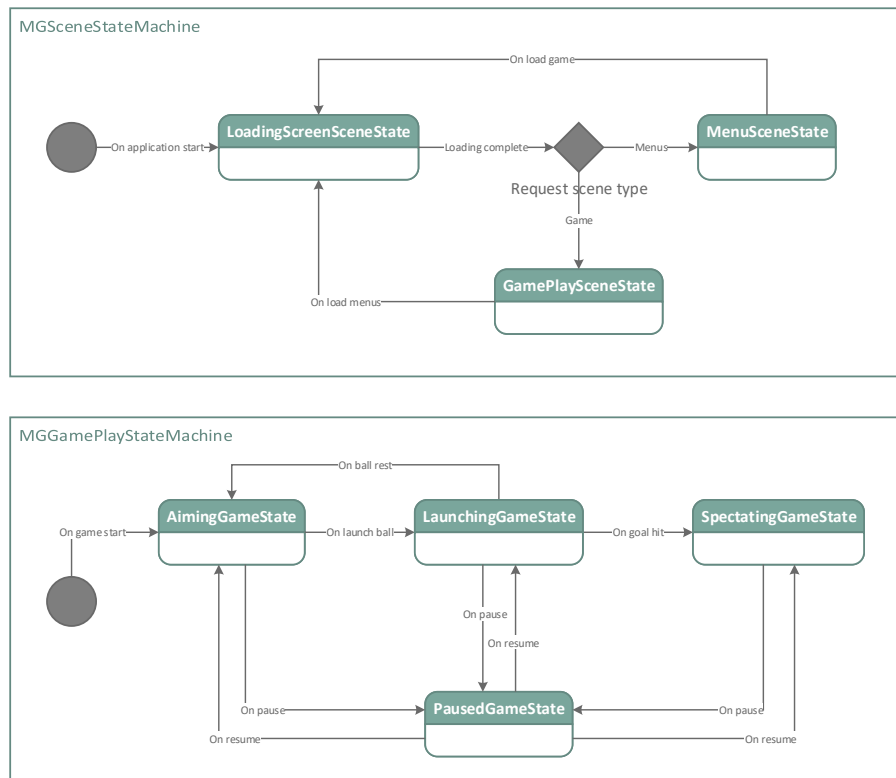 MGSceneStateMachine
On load game
LoadingScreenSceneState
MenuSceneState
On application start
Loading complete
Menus
Request scene type
Game
GamePlaySceneState
On load menus
MGGamePlayStateMachine
On ball rest
AimingGameState
LaunchingGameState
SpectatingGameState
On game start
On launch ball
On goal hit
On pause
On resume
PausedGameState
On pause
On pause
On resume
On resume